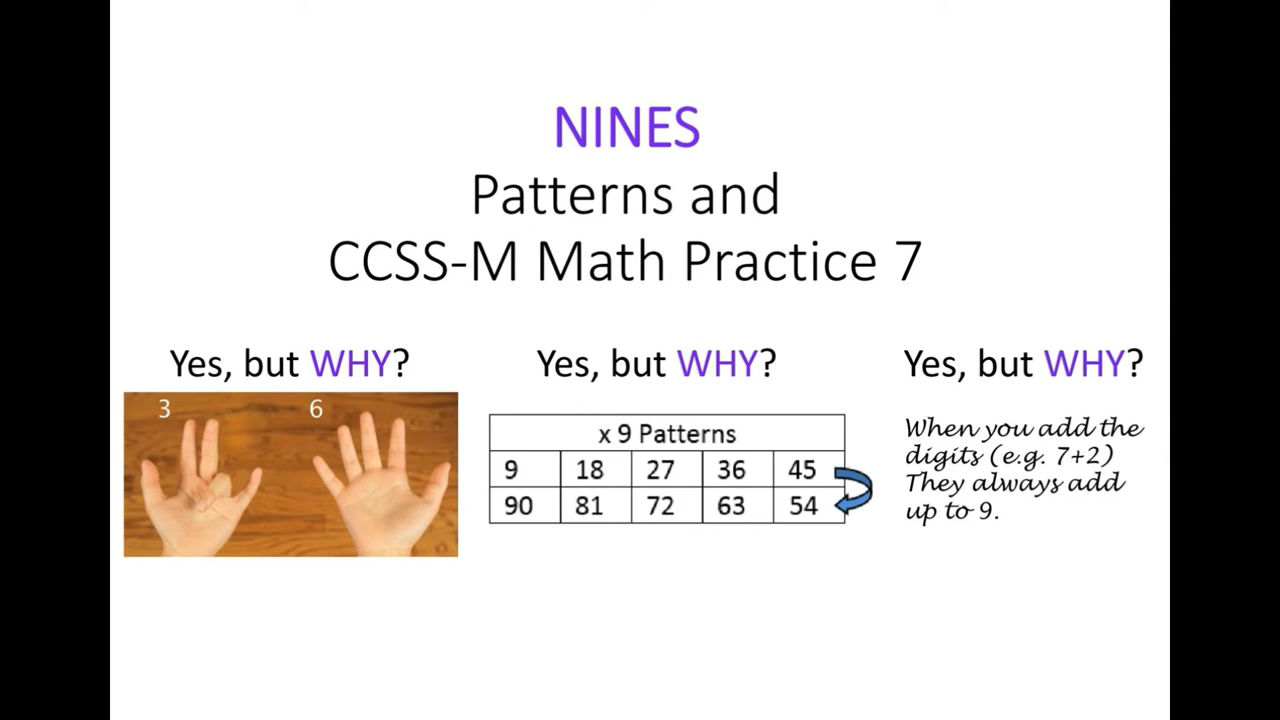 NINES
Patterns and
CCSS-M Math Practice 7
Yes, but WHY?
3 6
Yes, but WHY?
x 9 Patterns
9 18 27 36 45
90 81 72 63 54
Yes, but WHY?
When you add the
digits (e.g. 7+2)
They always add
up to 9.